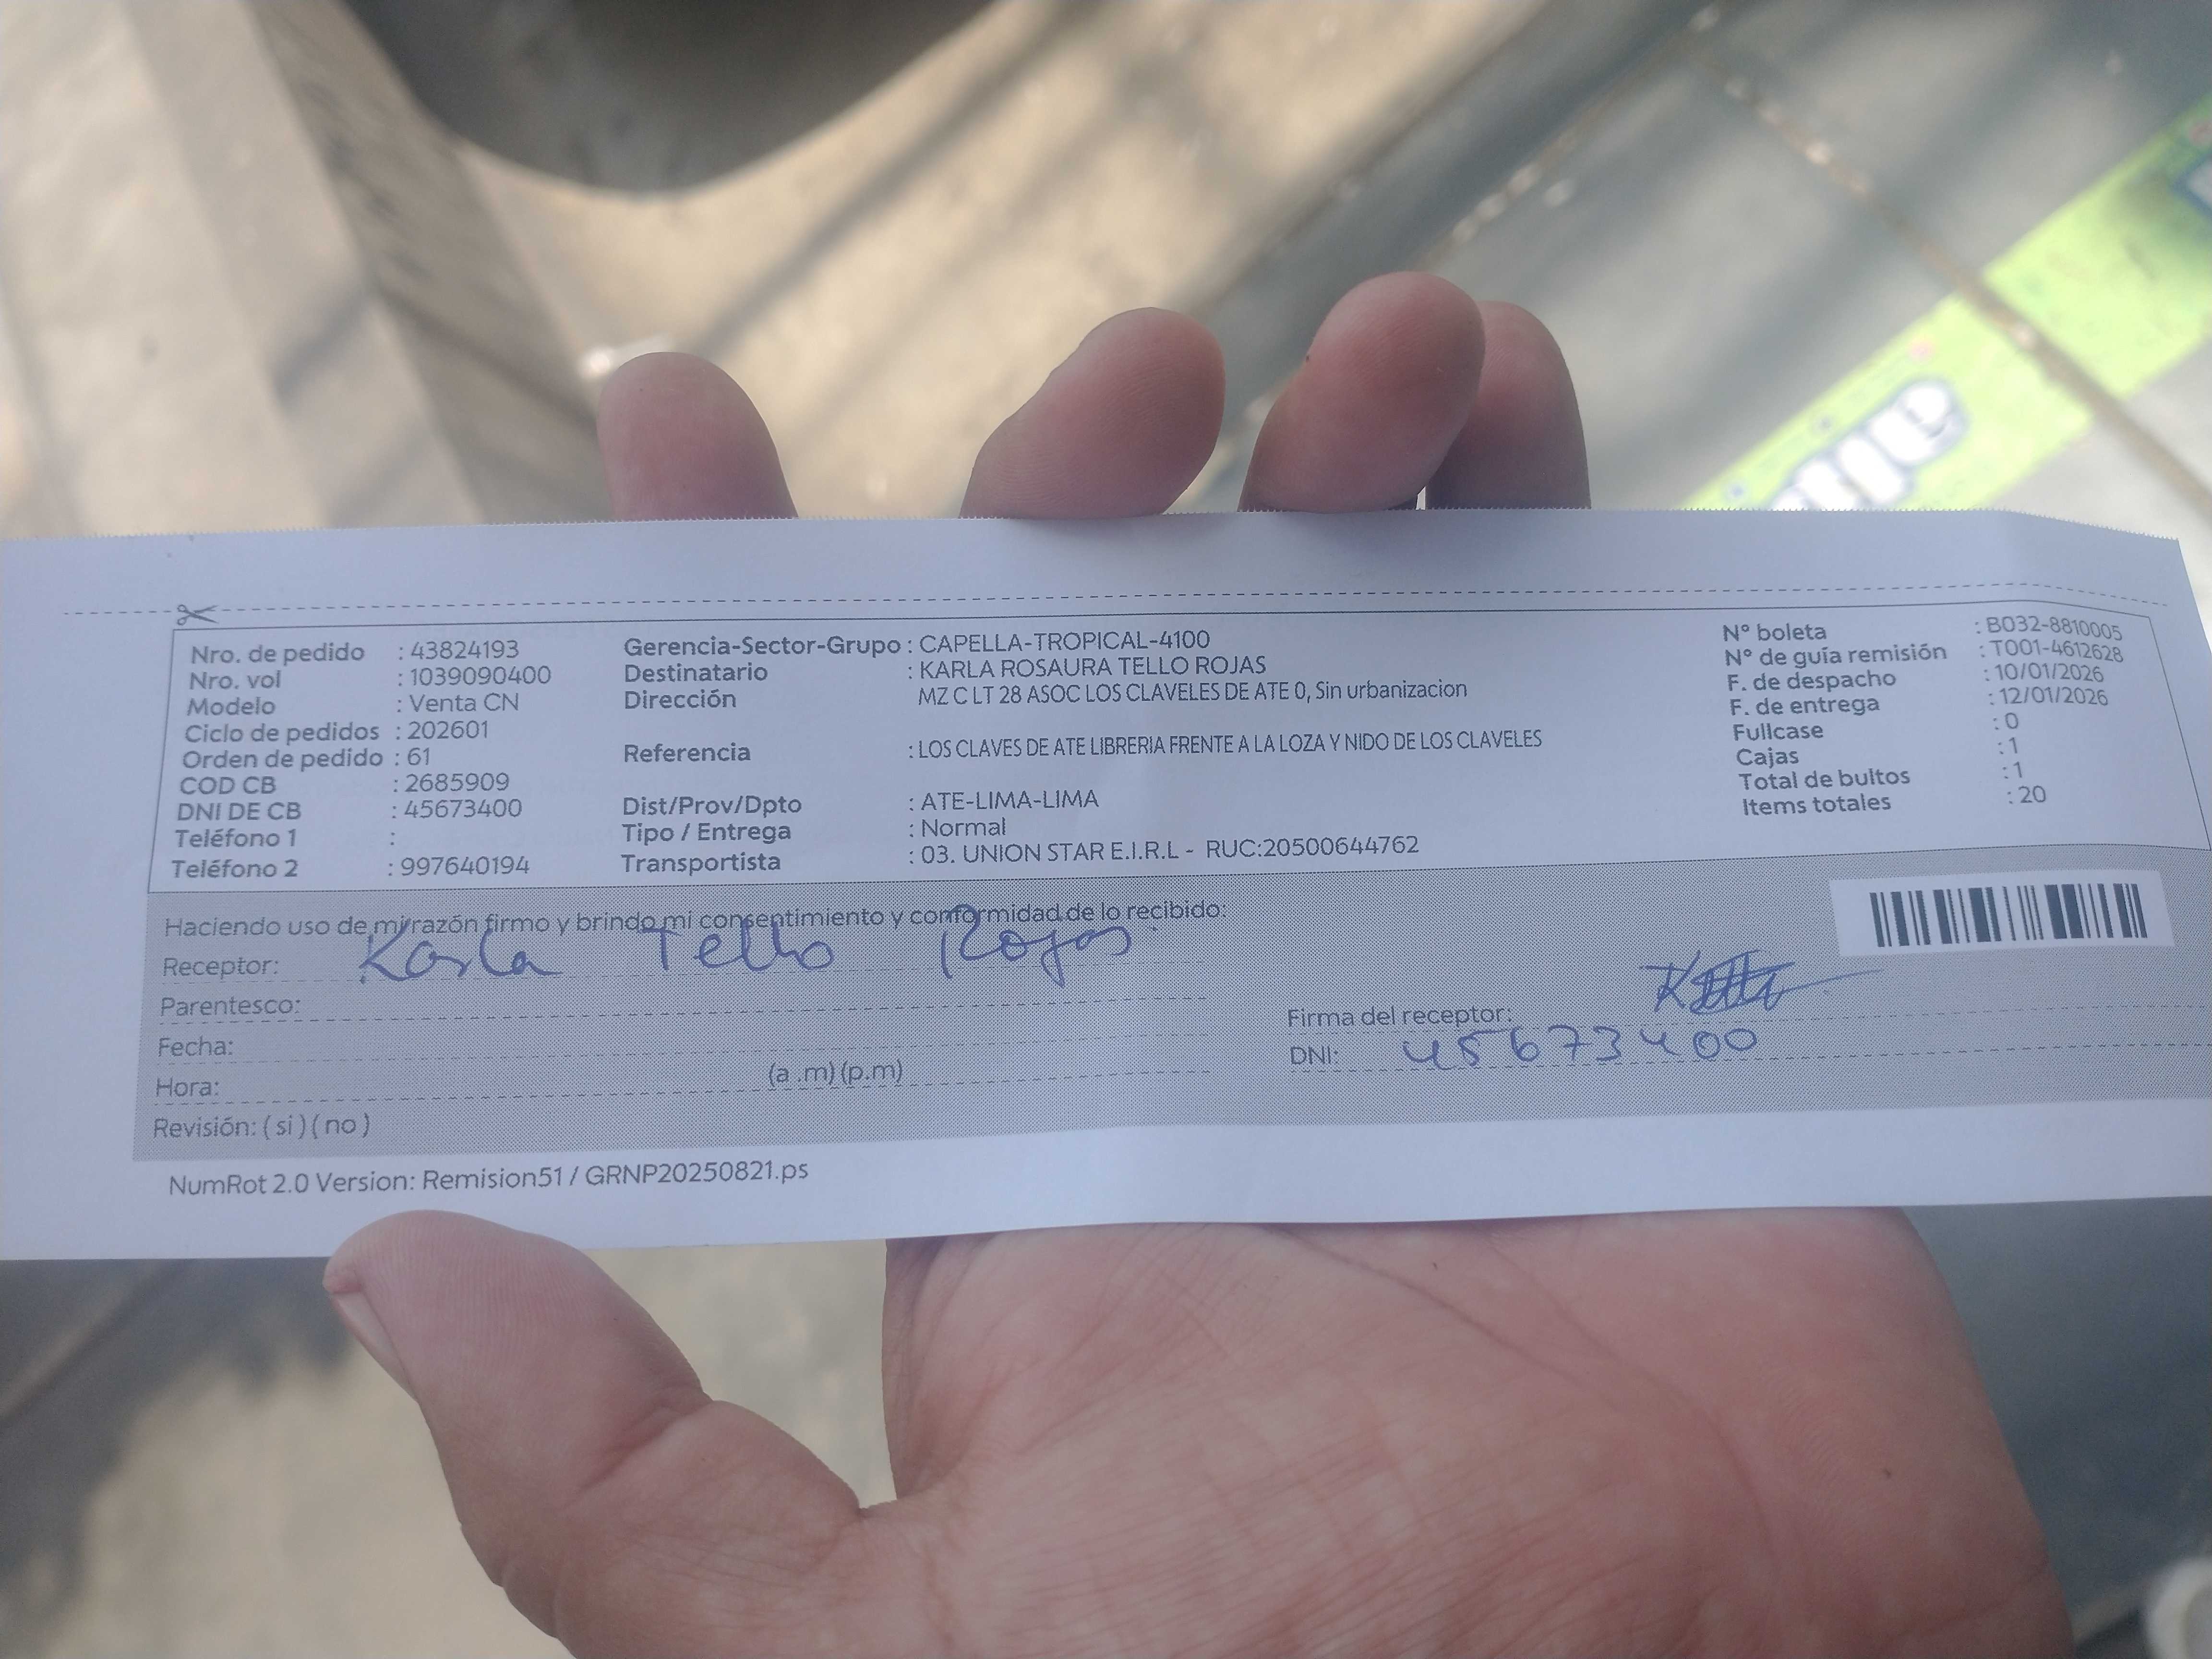 Nro. de pedido : 43824193
Nro. vol : 1039090400
Modelo : Venta CN
Ciclo de pedidos : 202601
Orden de pedido : 61
COD CB : 2685909
DNI DE CB : 45673400
Teléfono 1 :
Teléfono 2 : 997640194
Gerencia-Sector-Grupo : CAPELLA-TROPICAL-4100
Destinatario : KARLA ROSAURA TELLO ROJAS
Dirección MZ C LT 28 ASOC LOS CLAVELES DE ATE 0, Sin urbanizacion
Referencia : LOS CLAVES DE ATE LIBRERIA FRENTE A LA LOZA Y NIDO DE LOS CLAVELES
Dist/Prov/Dpto : ATE-LIMA-LIMA
Tipo / Entrega : Normal
Transportista : 03. UNION STAR E.I.R.L - RUC:20500644762
N° boleta : B032-8810005
N° de guía remisión : T001-4612628
F. de despacho : 10/01/2026
F. de entrega : 12/01/2026
Fullcase : 0
Cajas : 1
Total de bultos : 1
Items totales : 20
Haciendo uso de mi razón firmo y brindo mi consentimiento y conformidad de lo recibido:
Receptor: Karla Tello Rojas
Parentesco:
Fecha:
Hora: (a .m) (p.m)
Revisión: ( si ) ( no )
Firma del receptor:
DNI: 45673400
NumRot 2.0 Version: Remision51 / GRNP20250821.ps